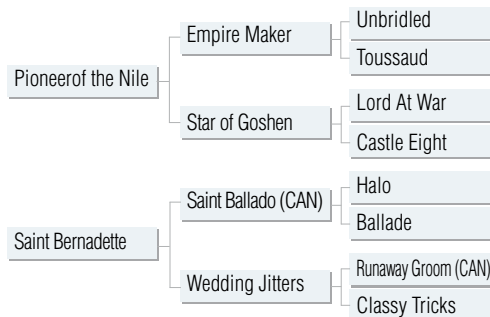 Pioneerof the Nile
Empire Maker
Unbridled
Toussaud
Star of Goshen
Lord At War
Castle Eight
Saint Bernadette
Saint Ballado (CAN)
Halo
Ballade
Wedding Jitters
Runaway Groom (CAN)
Classy Tricks